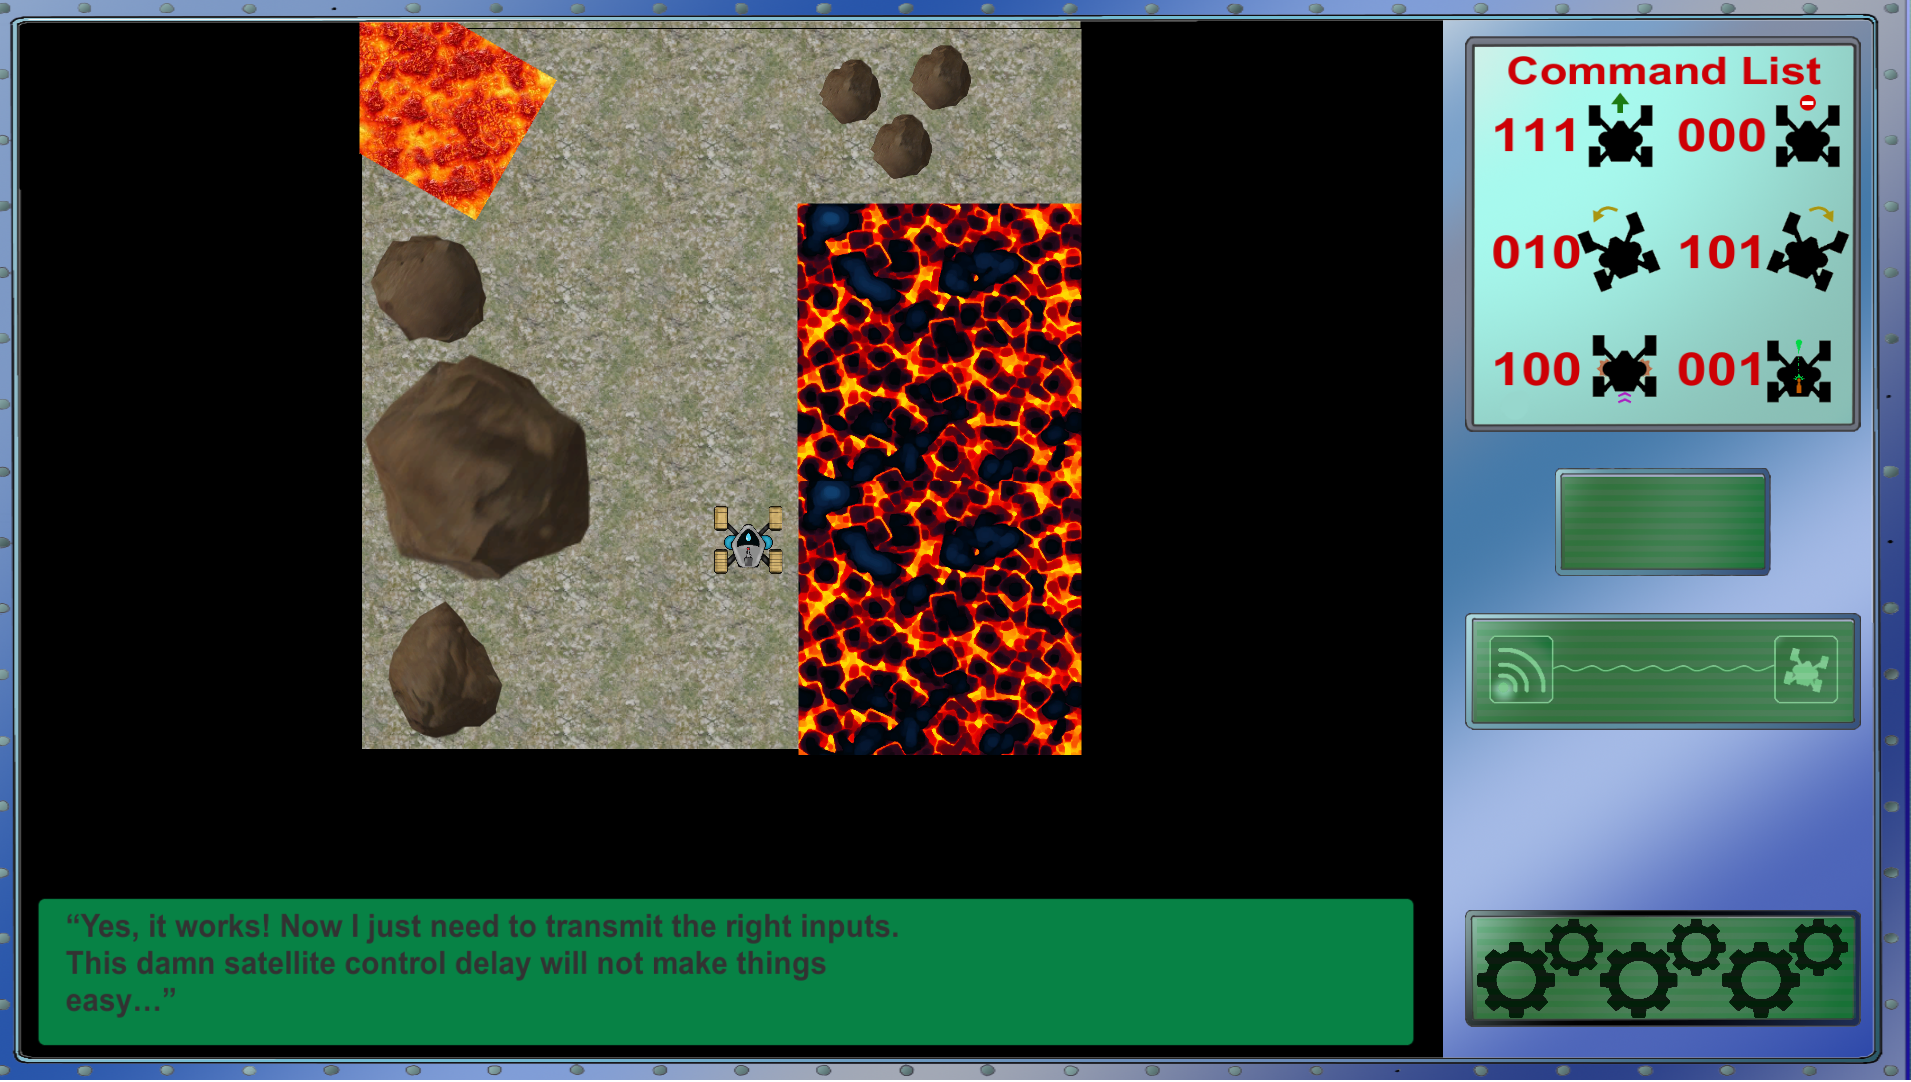 Command List
111 000
010 101
100 001
“Yes, it works! Now I just need to transmit the right inputs.
This damn satellite control delay will not make things
easy…”